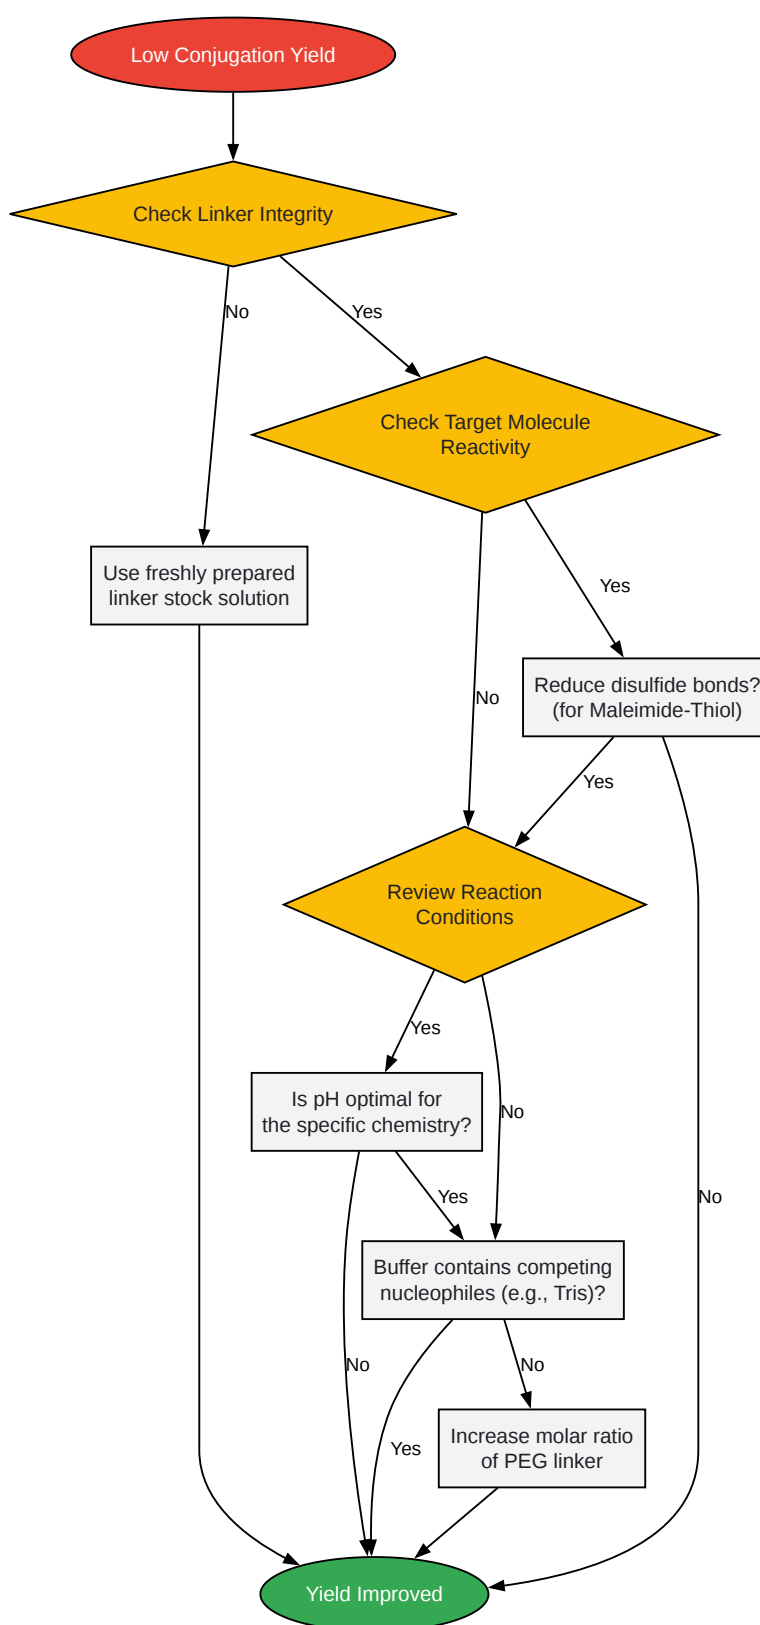 Low Conjugation Yield
Check Linker Integrity
No
Yes
Check Target Molecule
Reactivity
Use freshly prepared
linker stock solution
Yes
No
Reduce disulfide bonds?
(for Maleimide-Thiol)
Yes
Review Reaction
Conditions
Yes
Is pH optimal for
the specific chemistry?
No
Yes
No
Buffer contains competing
nucleophiles (e.g., Tris)?
No
No
Yes
Increase molar ratio
of PEG linker
Yield Improved